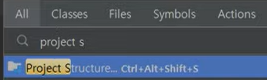 All Classes Files Symbols Actions
project s
Project Structure... Ctrl+Alt+Shift+S